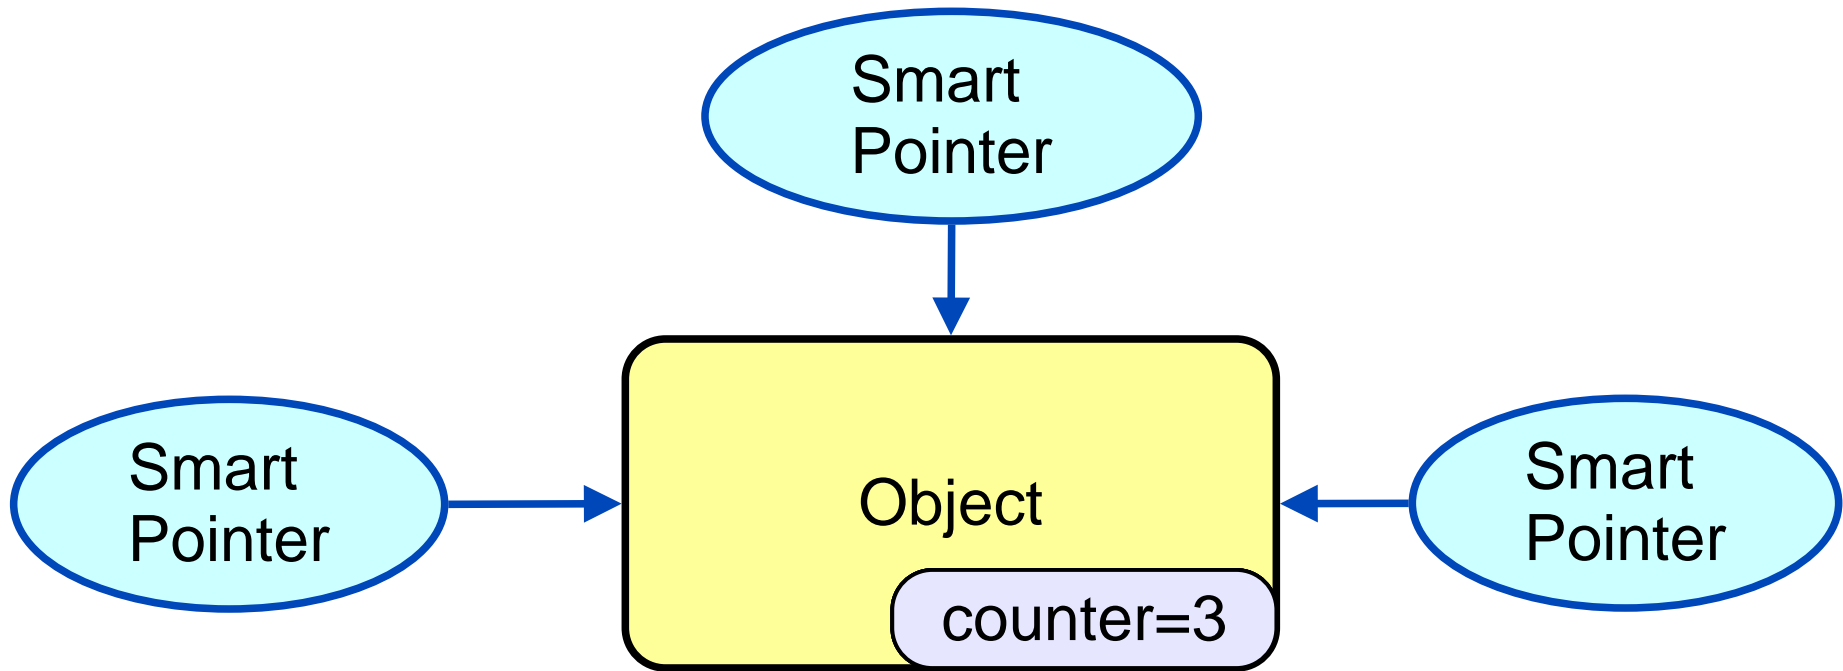 Smart
Pointer
Smart
Pointer
Object
Smart
Pointer
counter=3